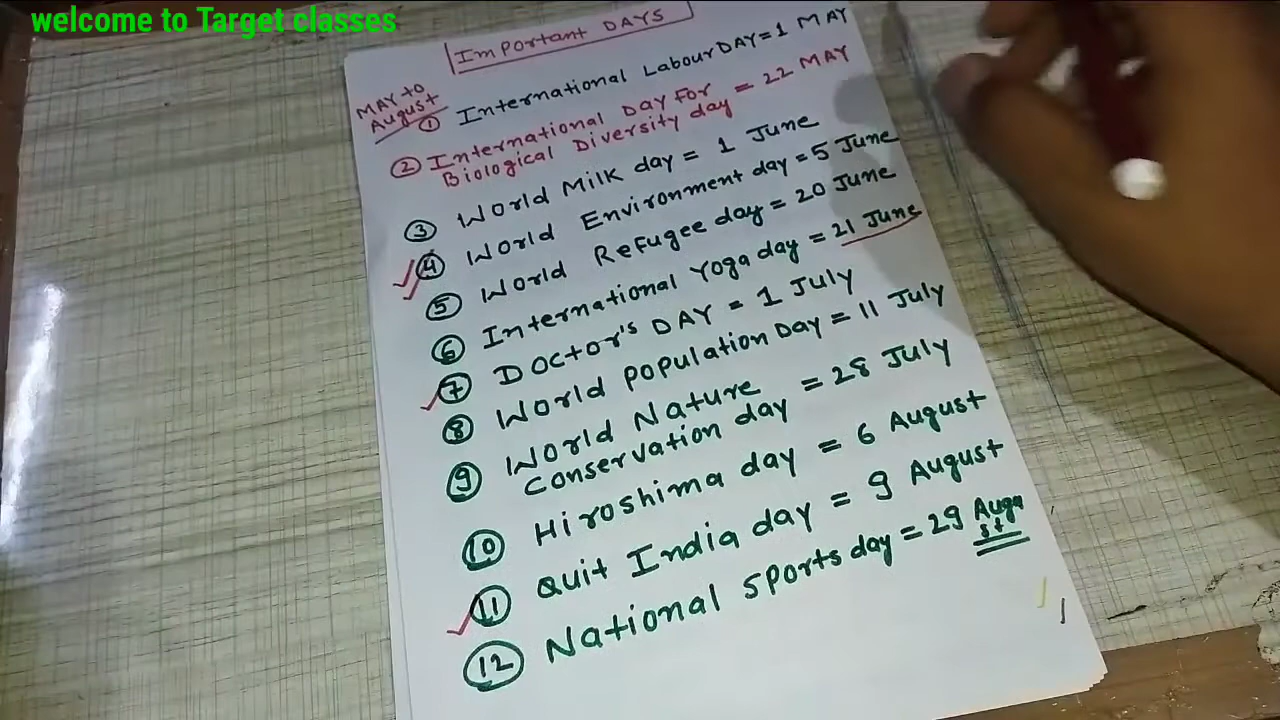 welcome to Target classes
Important DAYS
MAY to
August
① International Labour DAY = 1 MAY
② International Day For
Biological Diversity day = 22 MAY
③ World Milk day = 1 June
④ World Environment day = 5 June
⑤ World Refugee day = 20 June
⑥ International Yoga day = 21 June
⑦ Doctor's DAY = 1 July
⑧ World Population Day = 11 July
⑨ World Nature
Conservation day = 28 July
⑩ Hiroshima day = 6 August
⑪ Quit India day = 9 August
⑫ National Sports day = 29 Augu
st